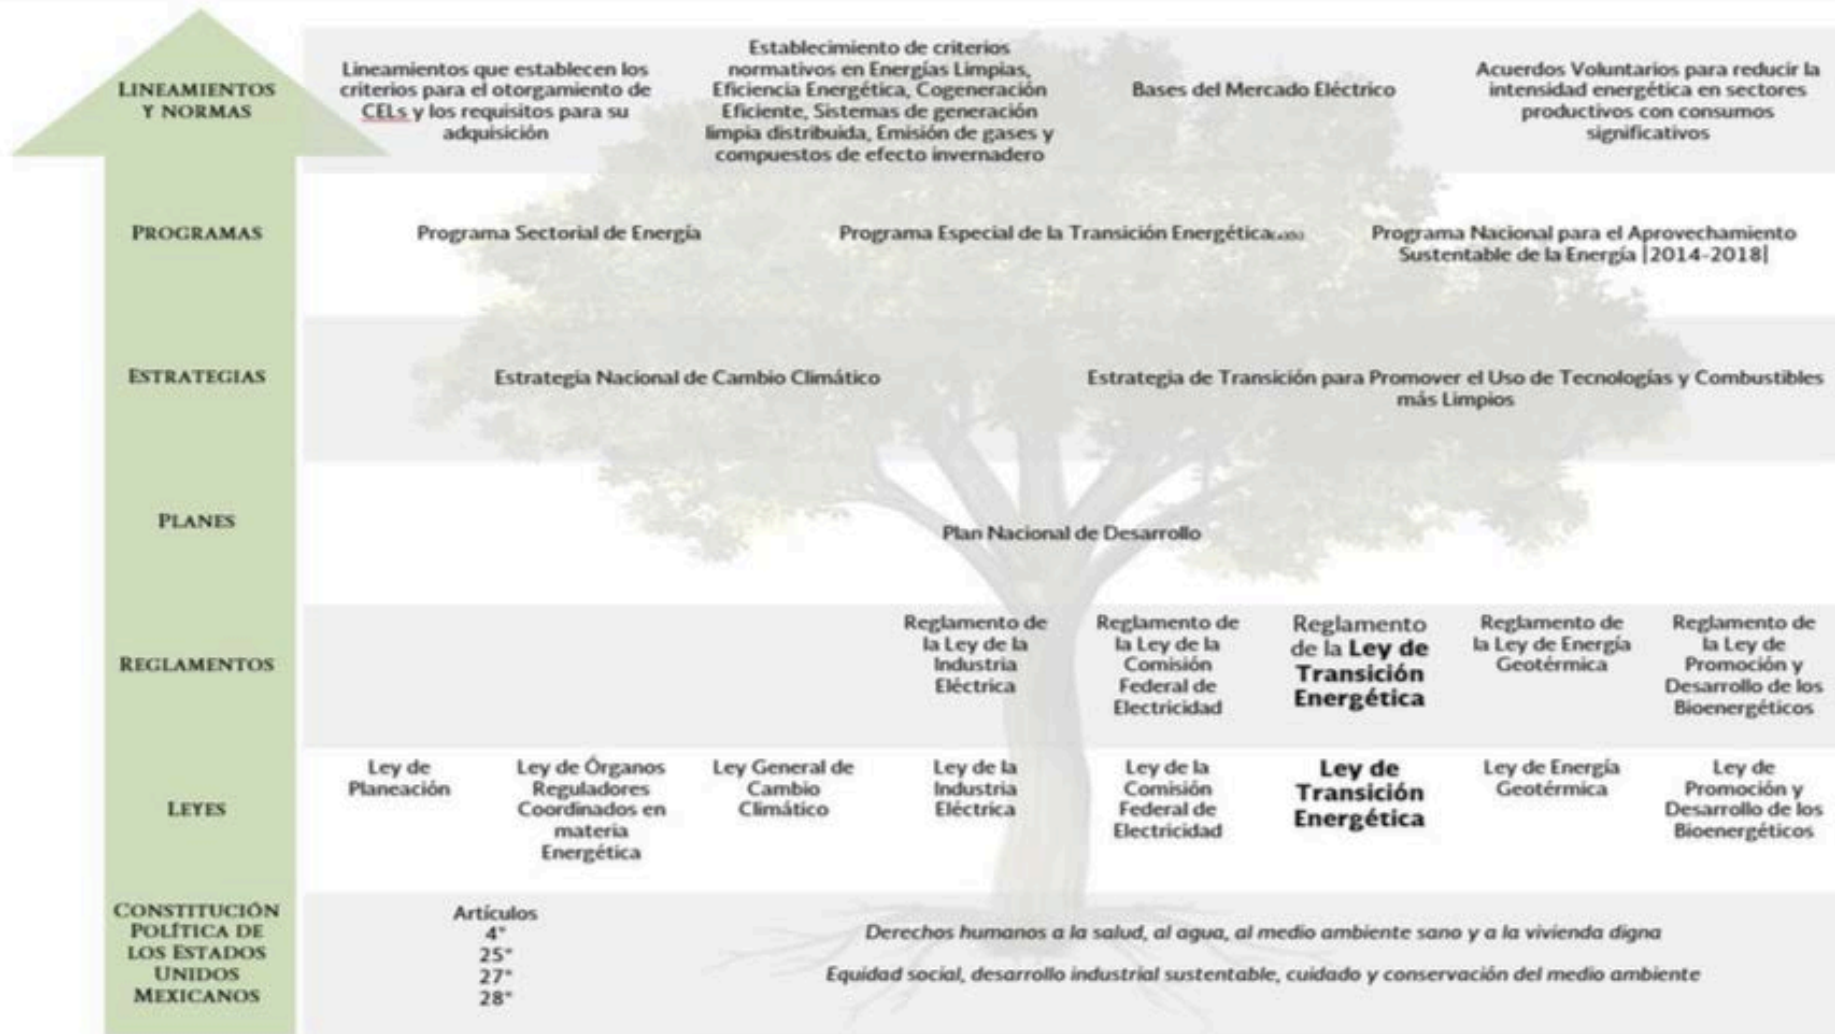 LINEAMIENTOS
Y NORMAS
Lineamientos que establecen los
criterios para el otorgamiento de
CELs y los requisitos para su
adquisición
Establecimiento de criterios
normativos en Energías Limpias,
Eficiencia Energética, Cogeneración
Eficiente, Sistemas de generación
limpia distribuida, Emisión de gases y
compuestos de efecto invernadero
Bases del Mercado Eléctrico
Acuerdos Voluntarios para reducir la
intensidad energética en sectores
productivos con consumos
significativos
PROGRAMAS
Programa Sectorial de Energía
Programa Especial de la Transición Energética
Programa Nacional para el Aprovechamiento
Sustentable de la Energía |2014-2018|
ESTRATEGIAS
Estrategia Nacional de Cambio Climático
Estrategia de Transición para Promover el Uso de Tecnologías y Combustibles
más Limpios
PLANES
Plan Nacional de Desarrollo
REGLAMENTOS
Reglamento de
la Ley de la
Industria
Eléctrica
Reglamento de
la Ley de la
Comisión
Federal de
Electricidad
Reglamento
de la Ley de
Transición
Energética
Reglamento de
la Ley de Energía
Geotérmica
Reglamento de
la Ley de
Promoción y
Desarrollo de los
Bioenergéticos
LEYES
Ley de
Planeación
Ley de Órganos
Reguladores
Coordinados en
materia
Energética
Ley General de
Cambio
Climático
Ley de la
Industria
Eléctrica
Ley de la
Comisión
Federal de
Electricidad
Ley de
Transición
Energética
Ley de Energía
Geotérmica
Ley de
Promoción y
Desarrollo de los
Bioenergéticos
CONSTITUCIÓN
POLÍTICA DE
LOS ESTADOS
UNIDOS
MEXICANOS
Artículos
4°
25°
27°
28°
Derechos humanos a la salud, al agua, al medio ambiente sano y a la vivienda digna
Equidad social, desarrollo industrial sustentable, cuidado y conservación del medio ambiente